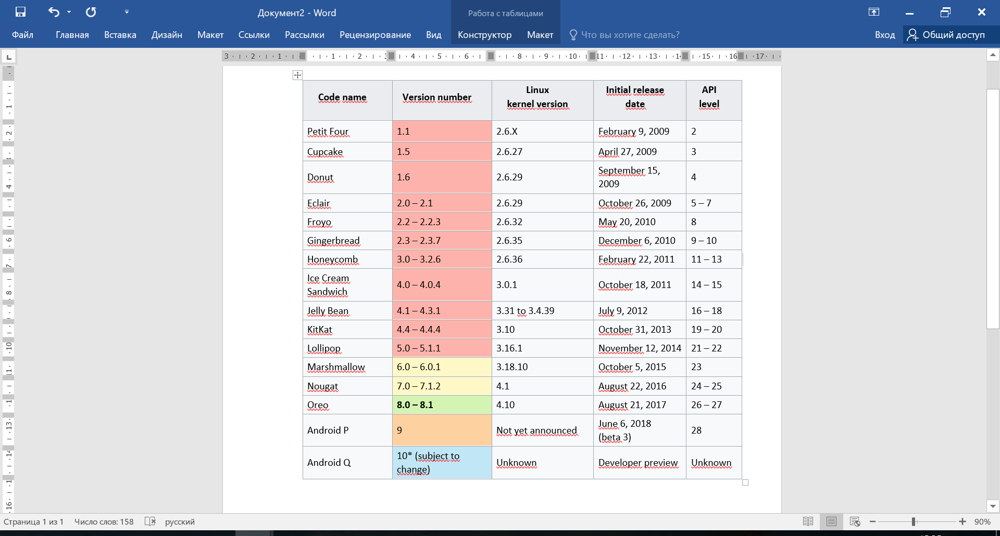 Документ2 - Word
Работа с таблицами
Файл Главная Вставка Дизайн Макет Ссылки Рассылки Рецензирование Вид Конструктор Макет Что вы хотите сделать? Вход Общий доступ
Code name Version number Linux kernel version Initial release date API level
Petit Four 1.1 2.6.X February 9, 2009 2
Cupcake 1.5 2.6.27 April 27, 2009 3
Donut 1.6 2.6.29 September 15, 2009 4
Eclair 2.0 – 2.1 2.6.29 October 26, 2009 5 – 7
Froyo 2.2 – 2.2.3 2.6.32 May 20, 2010 8
Gingerbread 2.3 – 2.3.7 2.6.35 December 6, 2010 9 – 10
Honeycomb 3.0 – 3.2.6 2.6.36 February 22, 2011 11 – 13
Ice Cream Sandwich 4.0 – 4.0.4 3.0.1 October 18, 2011 14 – 15
Jelly Bean 4.1 – 4.3.1 3.31 to 3.4.39 July 9, 2012 16 – 18
KitKat 4.4 – 4.4.4 3.10 October 31, 2013 19 – 20
Lollipop 5.0 – 5.1.1 3.16.1 November 12, 2014 21 – 22
Marshmallow 6.0 – 6.0.1 3.18.10 October 5, 2015 23
Nougat 7.0 – 7.1.2 4.1 August 22, 2016 24 – 25
Oreo 8.0 – 8.1 4.10 August 21, 2017 26 – 27
Android P 9 Not yet announced June 6, 2018 (beta 3) 28
Android Q 10* (subject to change) Unknown Developer preview Unknown
Страница 1 из 1 Число слов: 158 русский 90%